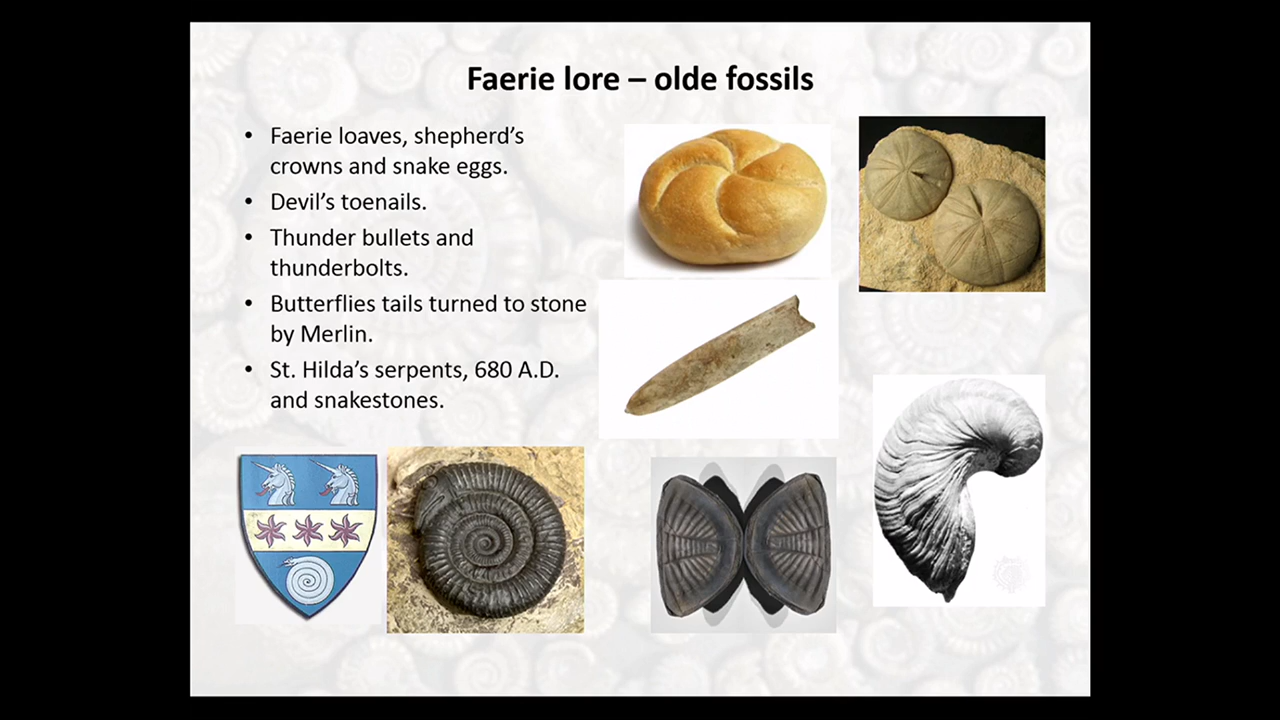 Faerie lore – olde fossils
• Faerie loaves, shepherd's
crowns and snake eggs.
• Devil's toenails.
• Thunder bullets and
thunderbolts.
• Butterflies tails turned to stone
by Merlin.
• St. Hilda's serpents, 680 A.D.
and snakestones.